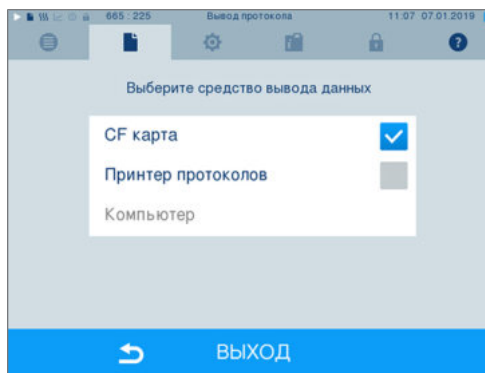 665 : 225 Вывод протокола 11:07 07.01.2019
?
Выберите средство вывода данных
CF карта
Принтер протоколов
Компьютер
ВЫХОД